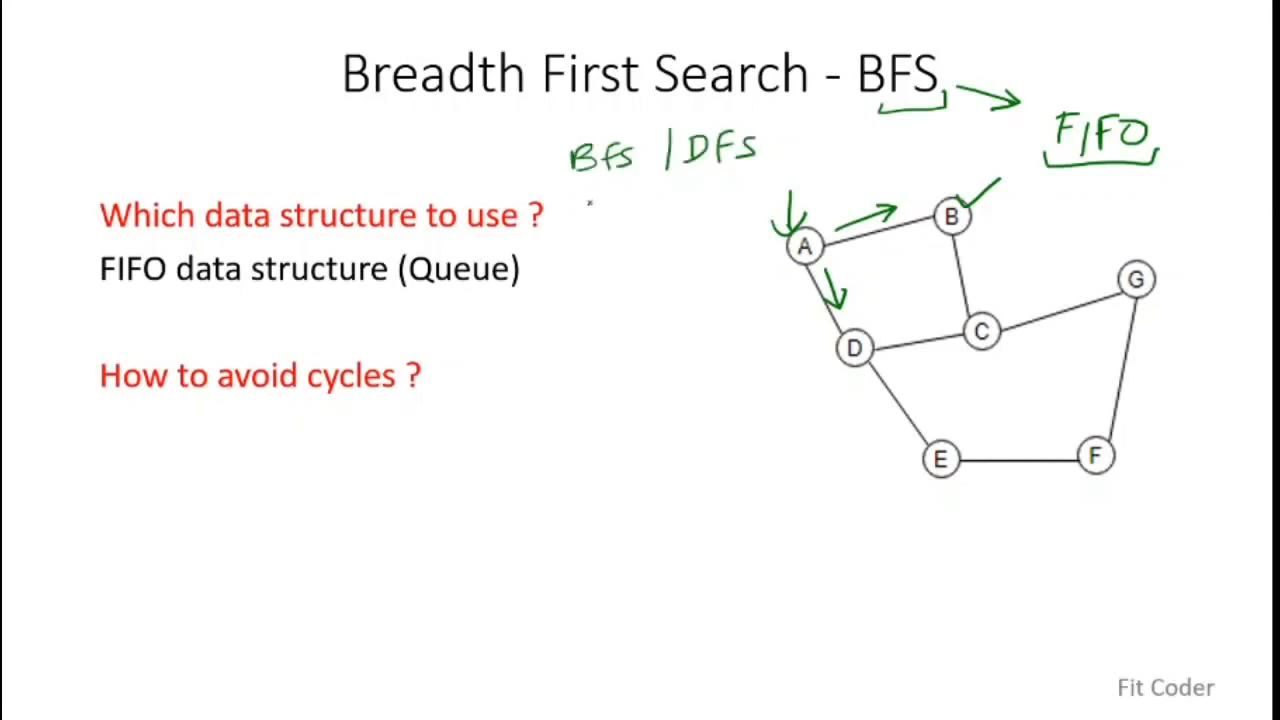 Breadth First Search - BFS
FIFO
BFS / DFS
Which data structure to use ?
FIFO data structure (Queue)
How to avoid cycles ?
A
B
G
C
D
E
F
Fit Coder